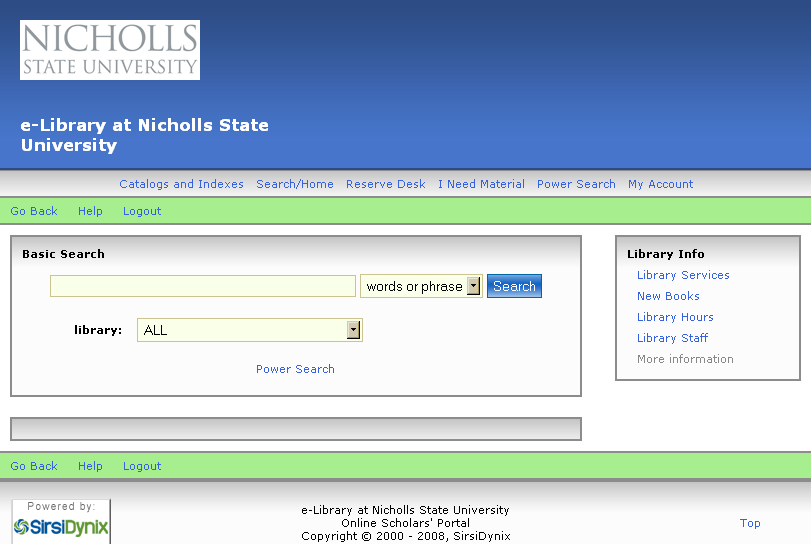 NICHOLLS
STATE UNIVERSITY
e-Library at Nicholls State
University
Catalogs and Indexes Search/Home Reserve Desk I Need Material Power Search My Account
Go Back Help Logout
Basic Search
words or phrase Search
library: ALL
Power Search
Library Info
Library Services
New Books
Library Hours
Library Staff
More information
Go Back Help Logout
Powered by:
SirsiDynix
e-Library at Nicholls State University
Online Scholars' Portal
Copyright © 2000 - 2008, SirsiDynix
Top